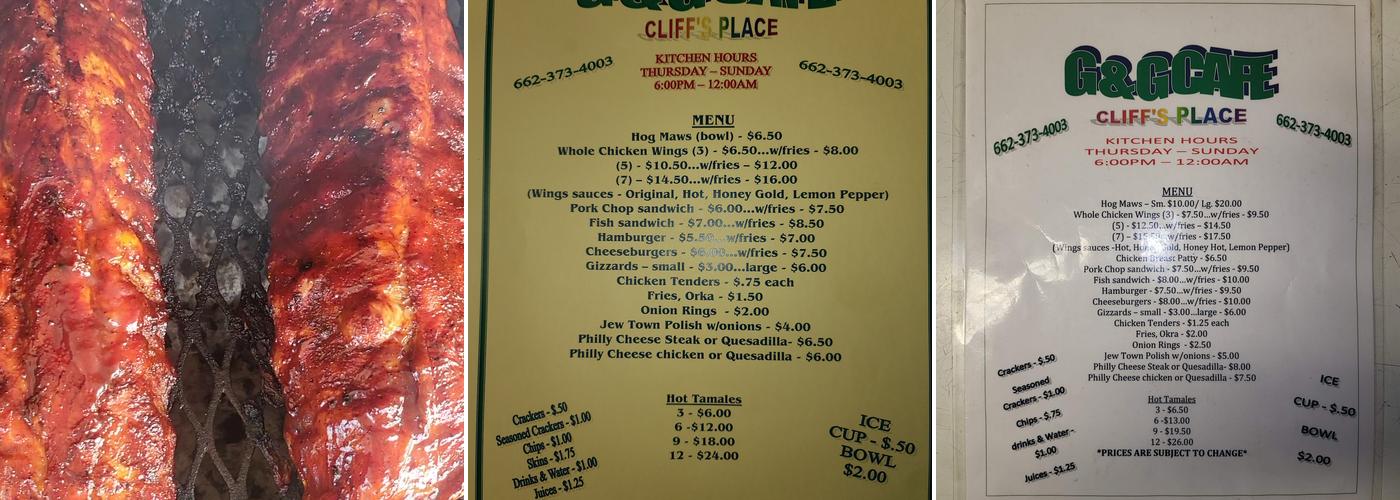 G&G CAFE
CLIFF'S PLACE
662-373-4003
KITCHEN HOURS
THURSDAY – SUNDAY
6:00PM – 12:00AM
662-373-4003
MENU
Hog Maws (bowl) - $6.50
Whole Chicken Wings (3) - $6.50...w/fries - $8.00
(5) - $10.50...w/fries – $12.00
(7) – $14.50...w/fries - $16.00
(Wings sauces - Original, Hot, Honey Gold, Lemon Pepper)
Pork Chop sandwich - $6.00...w/fries - $7.50
Fish sandwich - $7.00...w/fries - $8.50
Hamburger - $5.50...w/fries - $7.00
Cheeseburgers - $6.00...w/fries - $7.50
Gizzards – small - $3.00...large - $6.00
Chicken Tenders - $.75 each
Fries, Orka - $1.50
Onion Rings - $2.00
Jew Town Polish w/onions - $4.00
Philly Cheese Steak or Quesadilla- $6.50
Philly Cheese chicken or Quesadilla - $6.00
Hot Tamales
3 - $6.00
6 -$12.00
9 - $18.00
12 - $24.00
Crackers - $.50
Seasoned Crackers - $1.00
Chips - $1.00
Skins - $1.75
Drinks & Water - $1.00
Juices - $1.25
ICE
CUP - $.50
BOWL
$2.00
G&G CAFE
CLIFF'S PLACE
662-373-4003
KITCHEN HOURS
THURSDAY – SUNDAY
6:00PM – 12:00AM
662-373-4003
MENU
Hog Maws – Sm. $10.00/ Lg. $20.00
Whole Chicken Wings (3) - $7.50...w/fries - $9.50
(5) - $12.50...w/fries – $14.50
(7) – w/fries - $17.50
(Wings sauces -Hot, Honey Gold, Honey Hot, Lemon Pepper)
Chicken Breast Patty - $6.50
Pork Chop sandwich - $7.50...w/fries - $9.50
Fish sandwich - $8.00...w/fries - $10.00
Hamburger - $7.50...w/fries - $9.50
Cheeseburgers - $8.00...w/fries - $10.00
Gizzards – small - $3.00...large - $6.00
Chicken Tenders - $1.25 each
Fries, Okra - $2.00
Onion Rings - $2.50
Jew Town Polish w/onions - $5.00
Philly Cheese Steak or Quesadilla- $8.00
Philly Cheese chicken or Quesadilla - $7.50
Hot Tamales
3 - $6.50
6 -$13.00
9 - $19.50
12 - $26.00
*PRICES ARE SUBJECT TO CHANGE*
Crackers - $.50
Seasoned
Crackers - $1.00
Chips - $.75
drinks & Water -
$1.00
Juices - $1.25
ICE
CUP - $.50
BOWL
$2.00